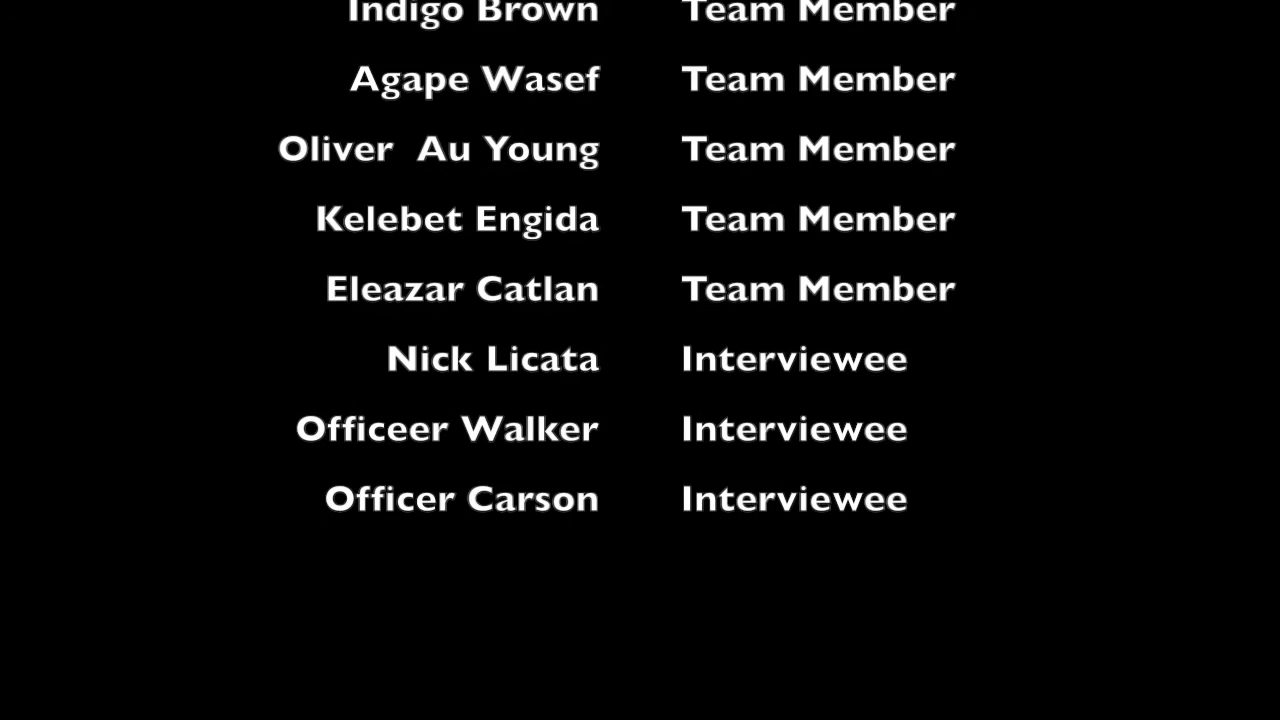 Indigo Brown Team Member
Agape Wasef Team Member
Oliver  Au Young Team Member
Kelebet Engida Team Member
Eleazar Catlan Team Member
Nick Licata Interviewee
Officeer Walker Interviewee
Officer Carson Interviewee